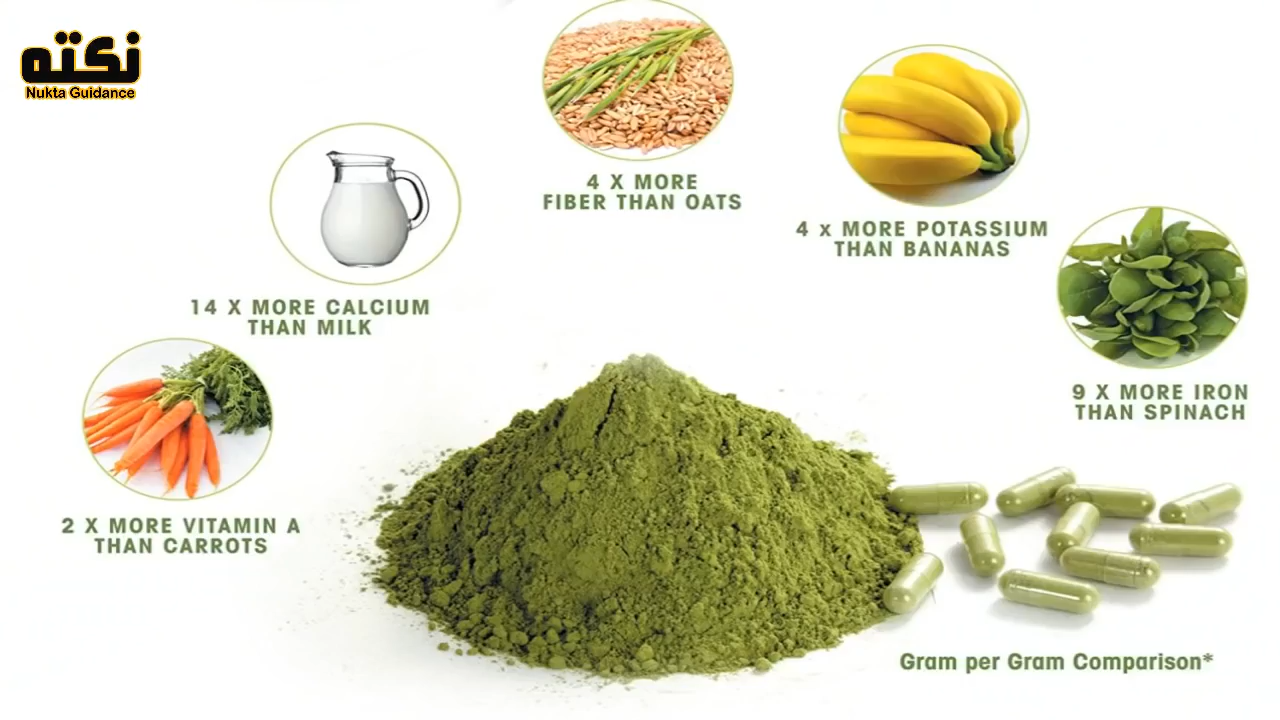 نکته
Nukta Guidance
4 X MORE
FIBER THAN OATS
4 x MORE POTASSIUM
THAN BANANAS
14 X MORE CALCIUM
THAN MILK
9 X MORE IRON
THAN SPINACH
2 X MORE VITAMIN A
THAN CARROTS
Gram per Gram Comparison*